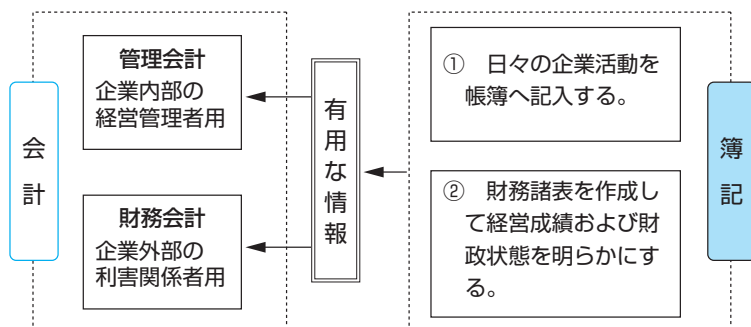 会計
管理会計
企業内部の
経営管理者用
財務会計
企業外部の
利害関係者用
有用な情報
① 日々の企業活動を
帳簿へ記入する。
② 財務諸表を作成し
て経営成績および財
政状態を明らかにす
る。
簿記